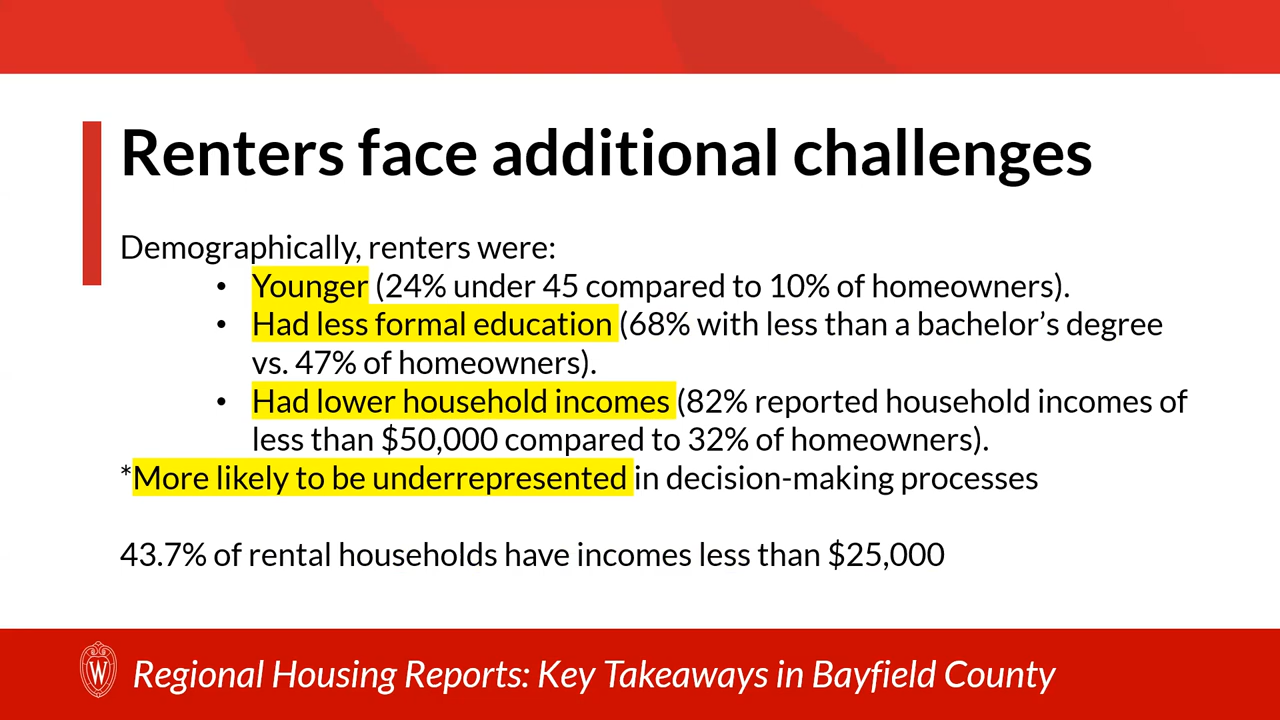 Renters face additional challenges
Demographically, renters were:
• Younger (24% under 45 compared to 10% of homeowners).
• Had less formal education (68% with less than a bachelor’s degree
vs. 47% of homeowners).
• Had lower household incomes (82% reported household incomes of
less than $50,000 compared to 32% of homeowners).
*More likely to be underrepresented in decision-making processes
43.7% of rental households have incomes less than $25,000
W
Regional Housing Reports: Key Takeaways in Bayfield County